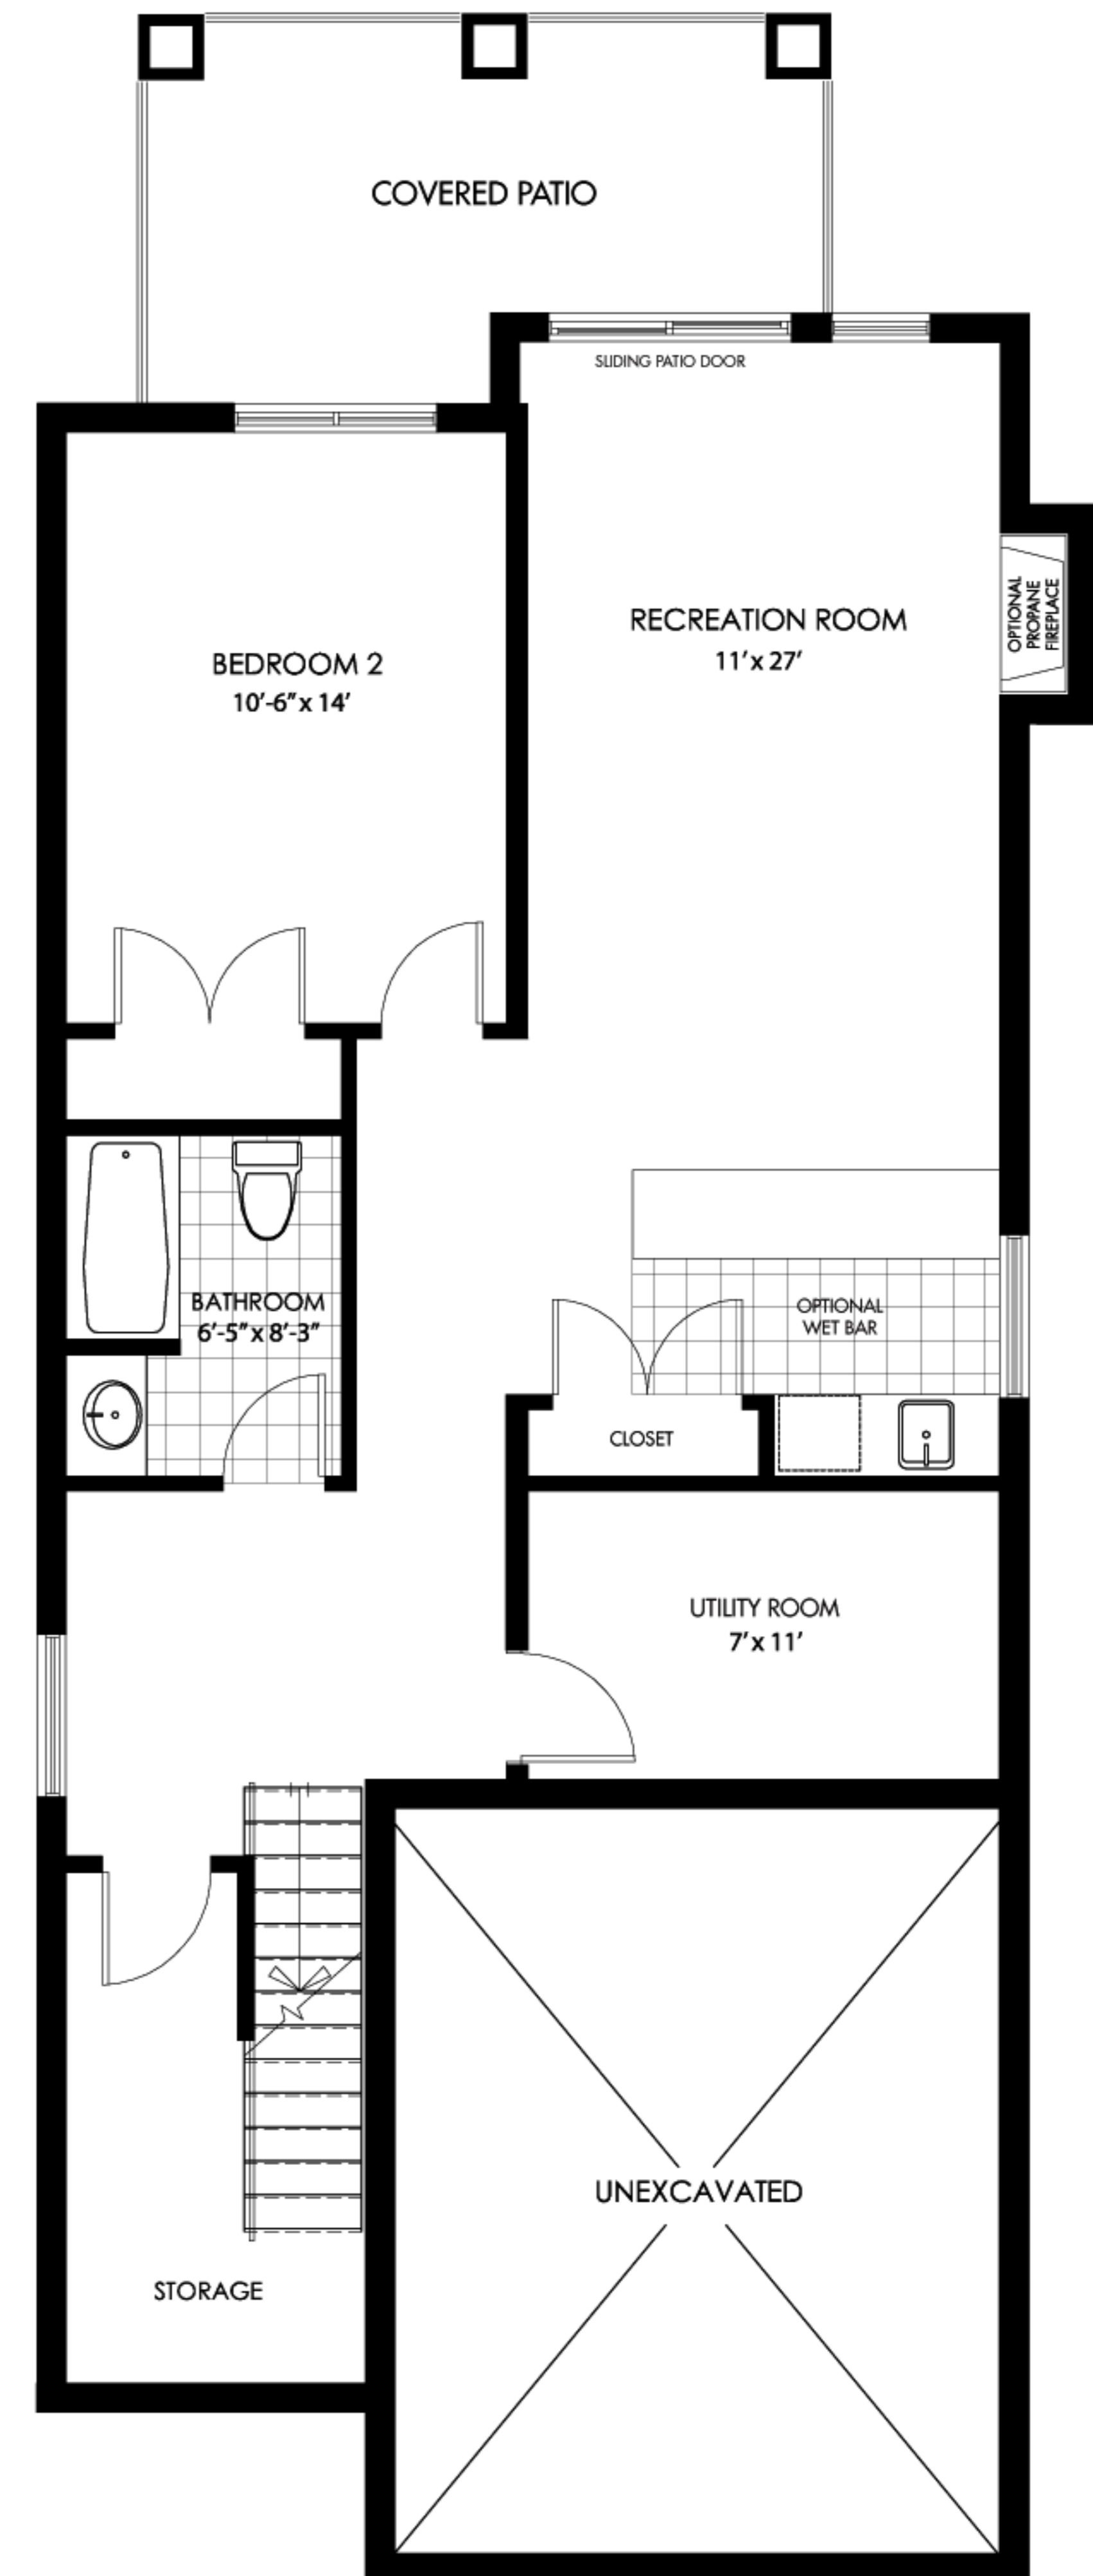 COVERED PATIO
SLIDING PATIO DOOR
RECREATION ROOM
11' x 27'
OPTIONAL
PROPANE
FIREPLACE
BEDROOM 2
10'-6" x 14'
BATHROOM
6'-5" x 8'-3"
OPTIONAL
WET BAR
CLOSET
UTILITY ROOM
7' x 11'
UNEXCAVATED
STORAGE